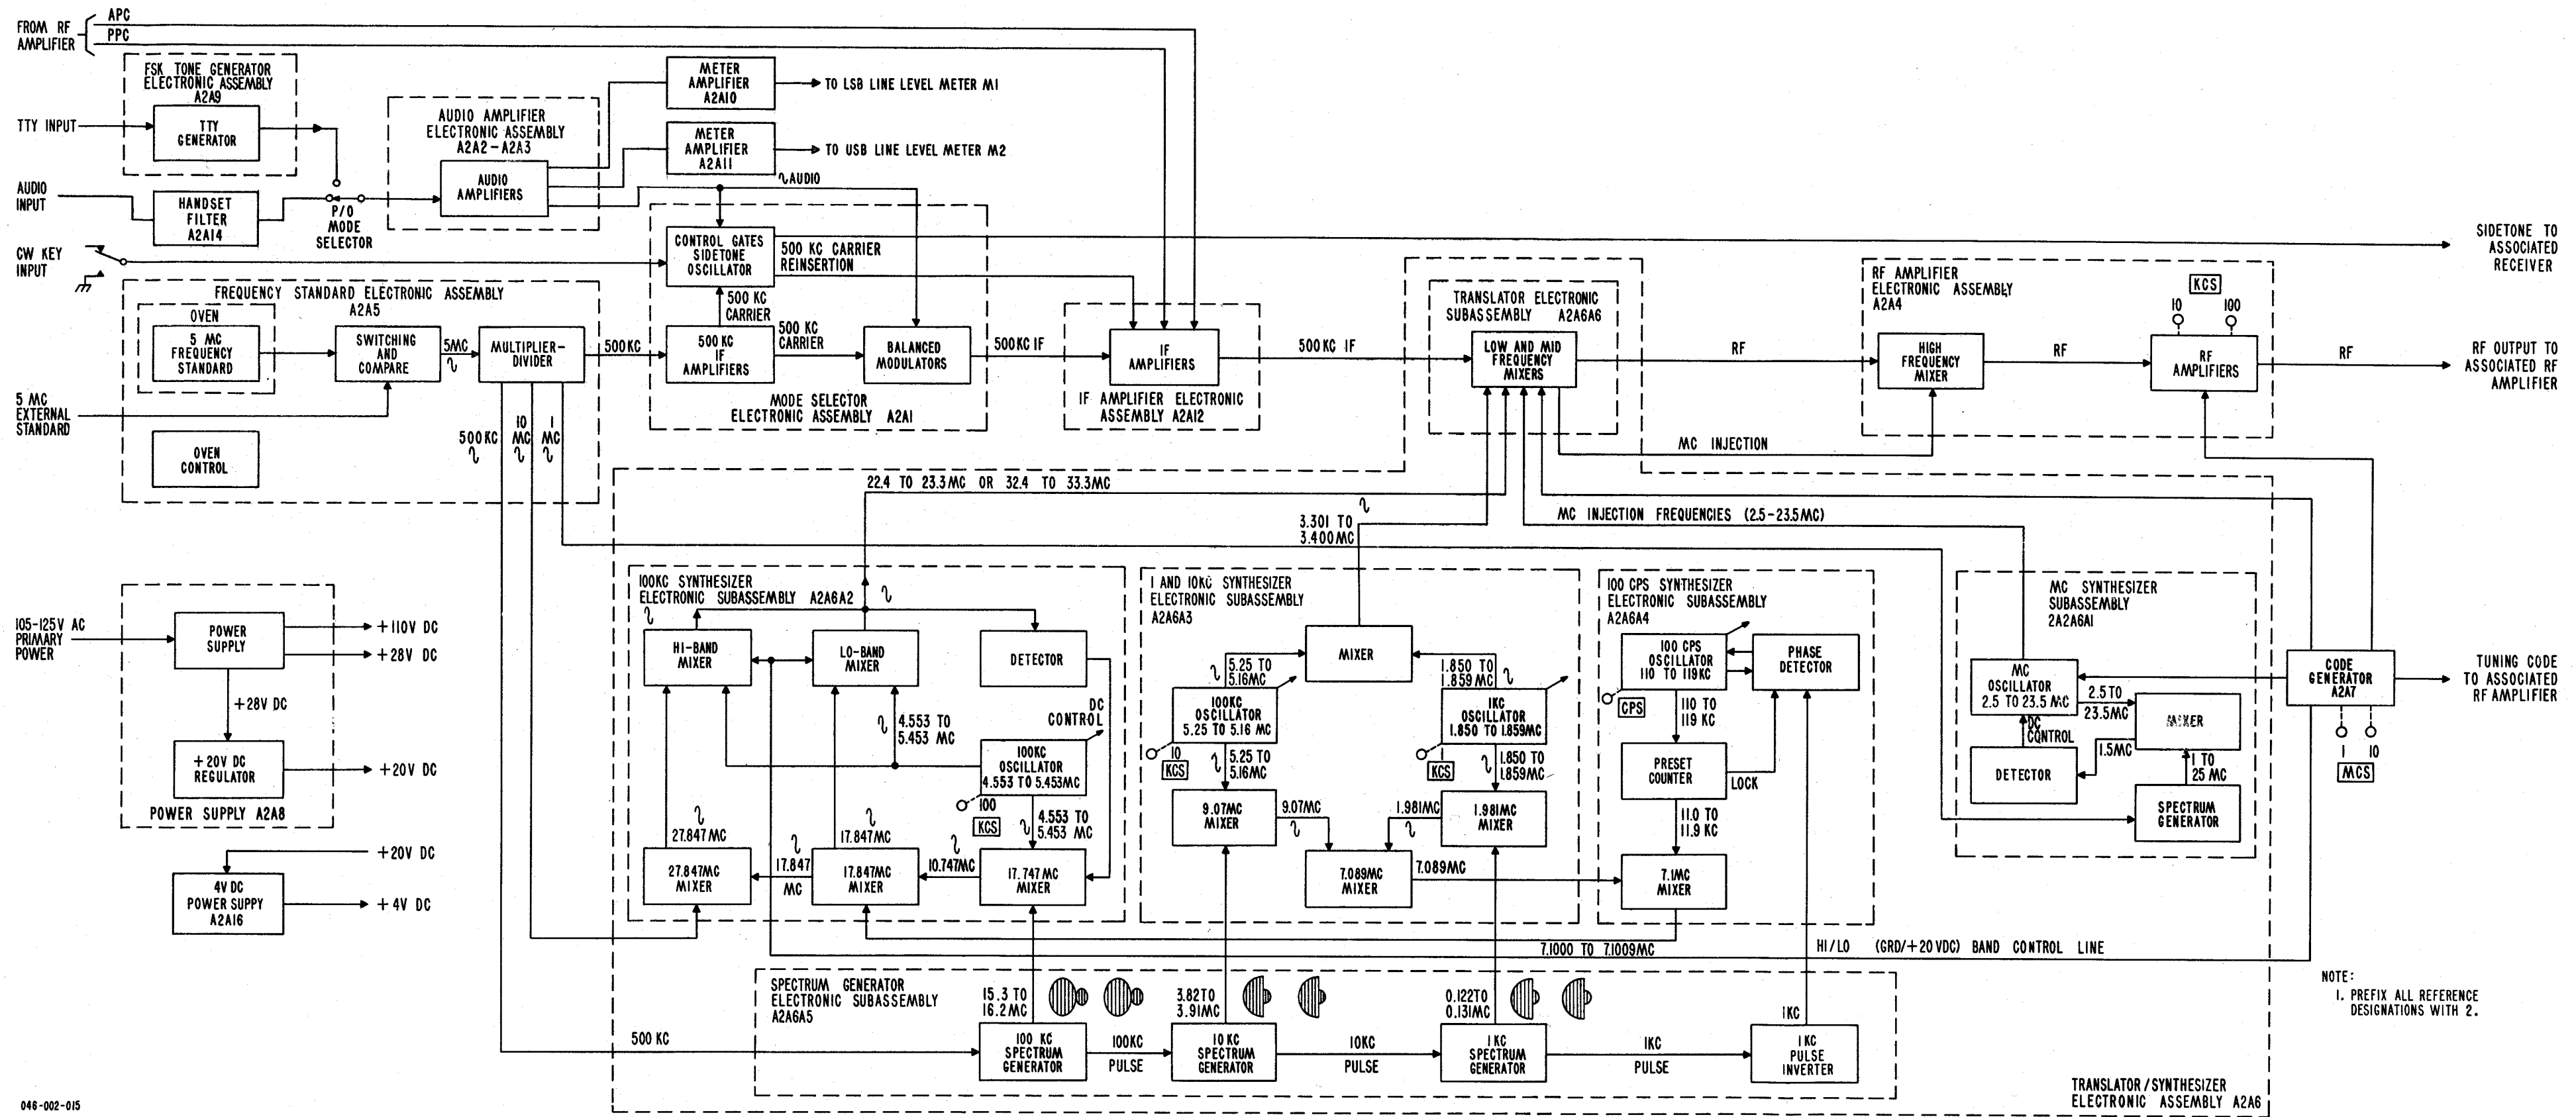 FROM RF
AMPLIFIER
APC
PPC
FSK TONE GENERATOR
ELECTRONIC ASSEMBLY
A2A9
TTY INPUT
TTY
GENERATOR
AUDIO AMPLIFIER
ELECTRONIC ASSEMBLY
A2A2-A2A3
AUDIO
AMPLIFIERS
METER
AMPLIFIER
A2A10
TO LSB LINE LEVEL METER M1
METER
AMPLIFIER
A2A11
TO USB LINE LEVEL METER M2
AUDIO
AUDIO
INPUT
HANDSET
FILTER
A2A14
P/O
MODE
SELECTOR
CW KEY
INPUT
CONTROL GATES
SIDETONE
OSCILLATOR
500 KC CARRIER
REINSERTION
SIDETONE TO
ASSOCIATED
RECEIVER
FREQUENCY STANDARD ELECTRONIC ASSEMBLY
A2A5
OVEN
5 MC
FREQUENCY
STANDARD
SWITCHING
AND
COMPARE
5MC
MULTIPLIER-
DIVIDER
500KC
500 KC
CARRIER
500KC
IF
AMPLIFIERS
500 KC
CARRIER
BALANCED
MODULATORS
MODE SELECTOR
ELECTRONIC ASSEMBLY A2A1
500KC IF
IF
AMPLIFIERS
IF AMPLIFIER ELECTRONIC
ASSEMBLY A2A12
500KC IF
TRANSLATOR ELECTRONIC
SUBASSEMBLY A2A6A6
LOW AND MID
FREQUENCY
MIXERS
RF
RF AMPLIFIER
ELECTRONIC ASSEMBLY
A2A4
HIGH
FREQUENCY
MIXER
RF
KCS
10
100
RF
AMPLIFIERS
RF
RF OUTPUT TO
ASSOCIATED RF
AMPLIFIER
MC INJECTION
5 MC
EXTERNAL
STANDARD
OVEN
CONTROL
500KC
10
MC
1
MC
22.4 TO 23.3MC OR 32.4 TO 33.3MC
3.301 TO
3.400MC
MC INJECTION FREQUENCIES (2.5-23.5MC)
105-125V AC
PRIMARY
POWER
POWER
SUPPLY
+110V DC
+28V DC
+28V DC
+20V DC
REGULATOR
+20V DC
POWER SUPPLY A2A8
+20V DC
4V DC
POWER SUPPY
A2A16
+4V DC
100KC SYNTHESIZER
ELECTRONIC SUBASSEMBLY A2A6A2
HI-BAND
MIXER
LO-BAND
MIXER
DETECTOR
DC
CONTROL
4.553 TO
5.453 MC
100KC
OSCILLATOR
4.553 TO 5.453MC
100
KCS
4.553 TO
5.453 MC
27.847MC
17.847MC
27.847MC
MIXER
17.847
MC
17.847MC
MIXER
10.747MC
17.747 MC
MIXER
1 AND 10KC SYNTHESIZER
ELECTRONIC SUBASSEMBLY
A2A6A3
MIXER
5.25 TO
5.16MC
1.850 TO
1.859MC
100KC
OSCILLATOR
5.25 TO 5.16 MC
1KC
OSCILLATOR
1.850 TO 1.859MC
10
KCS
5.25 TO
5.16MC
1
KCS
1.850 TO
1.859MC
9.07MC
MIXER
9.07MC
1.981MC
1.981MC
MIXER
7.089MC
MIXER
7.089MC
100 CPS SYNTHESIZER
ELECTRONIC SUBASSEMBLY
A2A6A4
100 CPS
OSCILLATOR
110 TO 119KC
PHASE
DETECTOR
CPS
110 TO
119 KC
PRESET
COUNTER
LOCK
11.0 TO
11.9 KC
7.1MC
MIXER
MC SYNTHESIZER
SUBASSEMBLY
2A2A6A1
MC
OSCILLATOR
2.5 TO 23.5 MC
2.5 TO
23.5MC
MIXER
DC
CONTROL
1.5MC
DETECTOR
1 TO
25 MC
SPECTRUM
GENERATOR
CODE
GENERATOR
A2A7
1
10
MCS
TUNING CODE
TO ASSOCIATED
RF AMPLIFIER
7.1000 TO 7.1009MC
HI/LO (GRD/+20VDC) BAND CONTROL LINE
SPECTRUM GENERATOR
ELECTRONIC SUBASSEMBLY
A2A6A5
15.3 TO
16.2MC
3.82TO
3.91MC
0.122TO
0.131MC
1KC
500 KC
100 KC
SPECTRUM
GENERATOR
100KC
PULSE
10KC
SPECTRUM
GENERATOR
10KC
PULSE
1KC
SPECTRUM
GENERATOR
1KC
PULSE
1KC
PULSE
INVERTER
NOTE:
1. PREFIX ALL REFERENCE
DESIGNATIONS WITH 2.
TRANSLATOR/SYNTHESIZER
ELECTRONIC ASSEMBLY A2A6
046-002-015